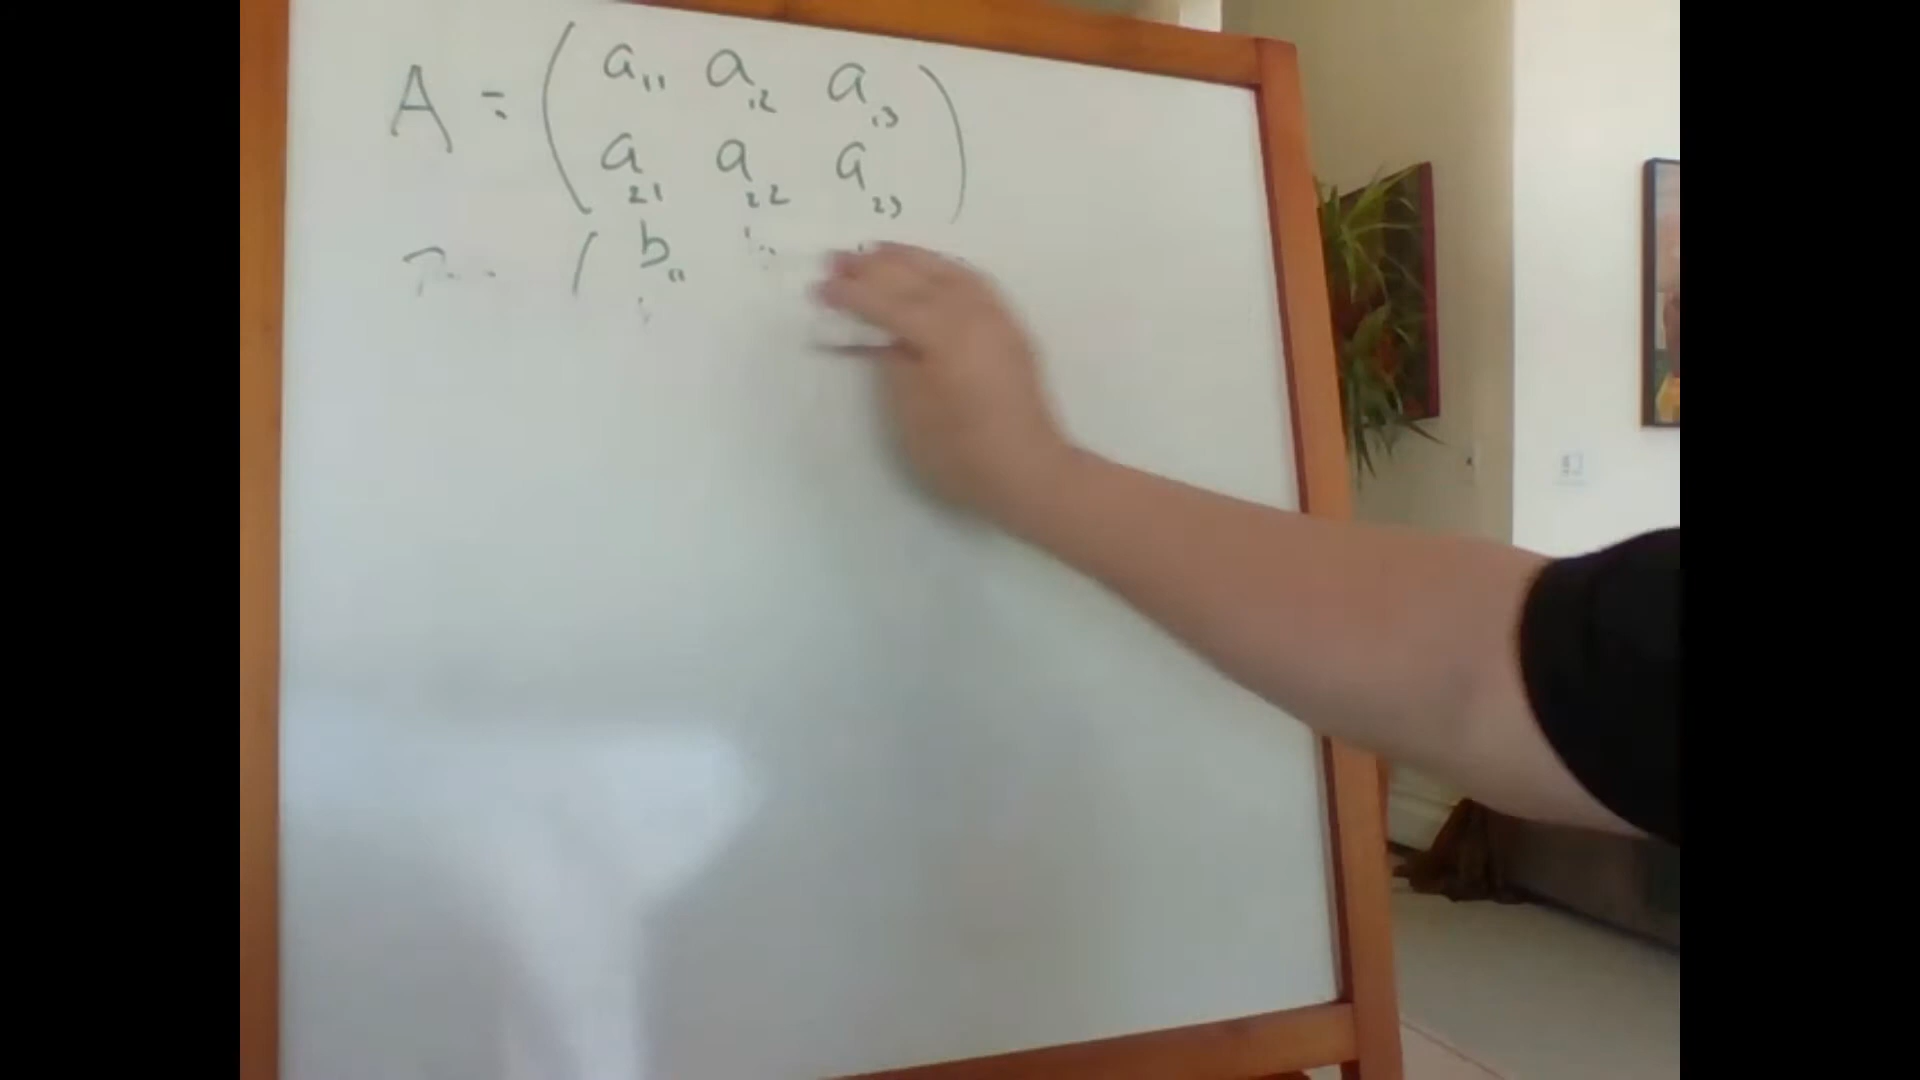 A = ( a₁₁ a₁₂ a₁₃
a₂₁ a₂₂ a₂₃ )
( b₁₁